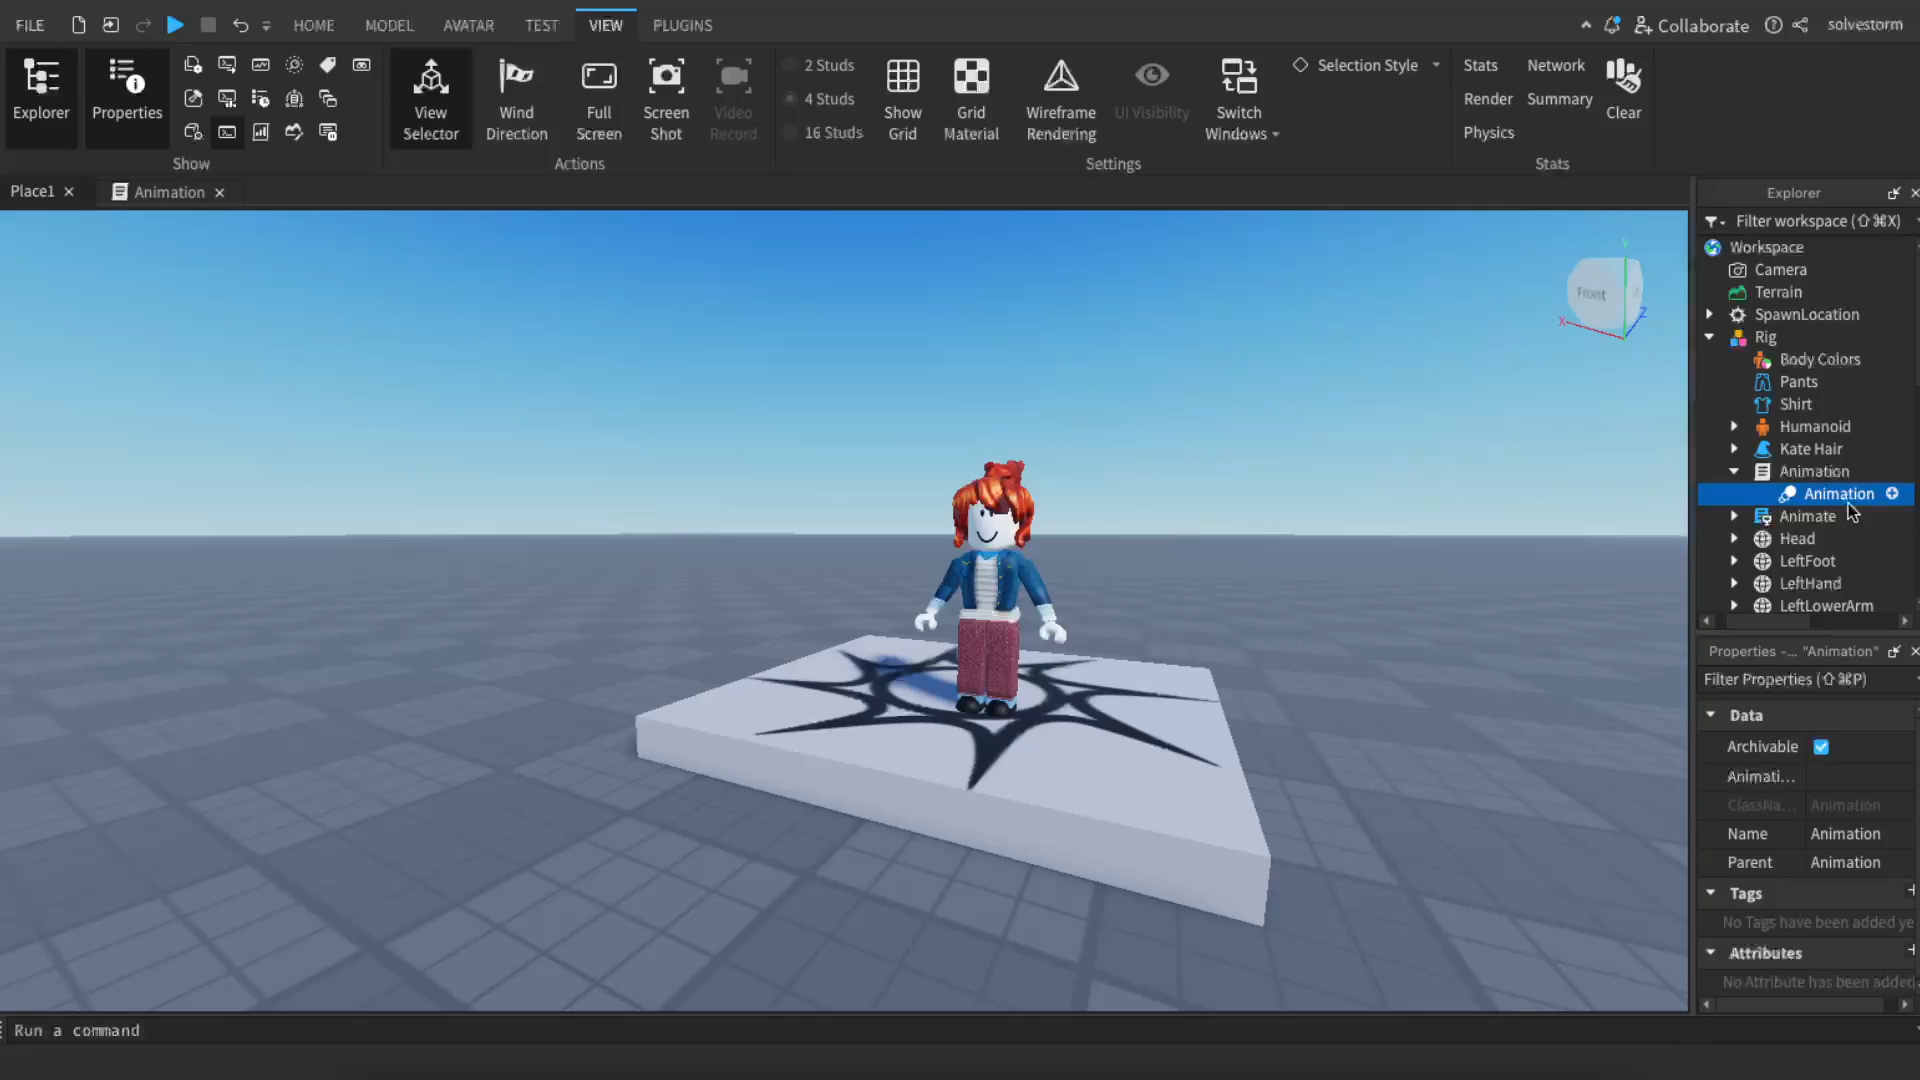 FILE HOME MODEL AVATAR TEST VIEW PLUGINS Collaborate solvestorm
Explorer
Properties
Show
View
Selector
Wind
Direction
Full
Screen
Screen
Shot
Video
Record
Actions
2 Studs
4 Studs
16 Studs
Show
Grid
Grid
Material
Wireframe
Rendering
UI Visibility
Switch
Windows
Selection Style
Settings
Stats Network
Render Summary
Physics
Clear
Stats
Place1 Animation
Front
X
Y
Z
Explorer
Filter workspace (⇧⌘X)
Workspace
Camera
Terrain
SpawnLocation
Rig
Body Colors
Pants
Shirt
Humanoid
Kate Hair
Animation
Animation
Animate
Head
LeftFoot
LeftHand
LeftLowerArm
Properties -... "Animation"
Filter Properties (⇧⌘P)
Data
Archivable
Animati...
ClassNa... Animation
Name Animation
Parent Animation
Tags
No Tags have been added ye
Attributes
No Attribute has been added
Run a command